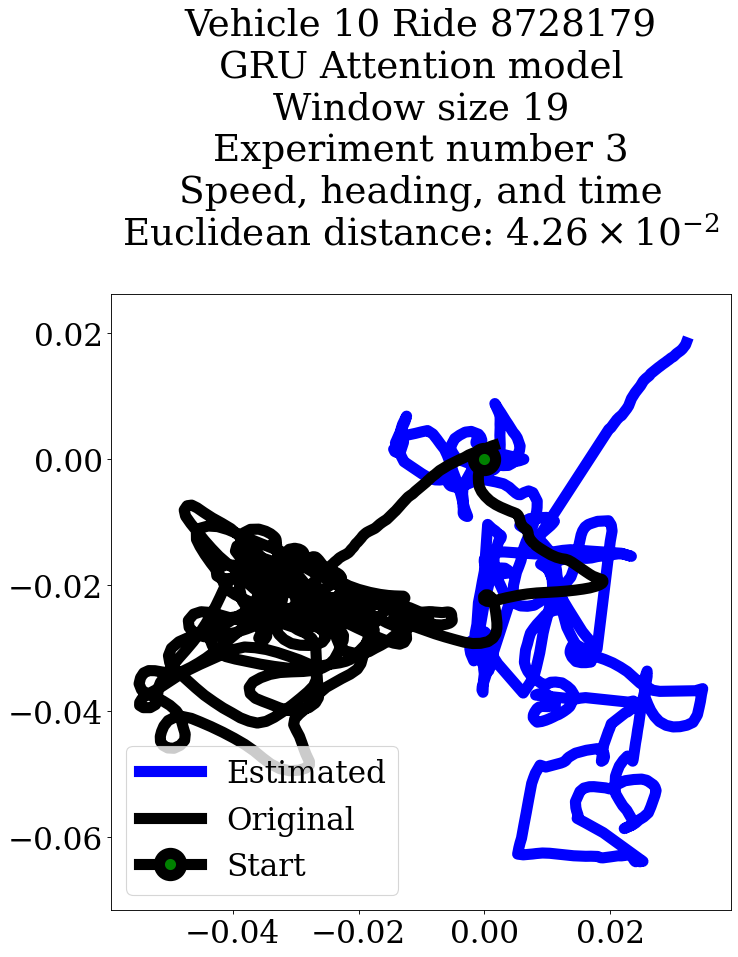 Vehicle 10 Ride 8728179
GRU Attention model
Window size 19
Experiment number 3
Speed, heading, and time
Euclidean distance: 4.26 × 10⁻²
0.02
0.00
−0.02
−0.04
−0.06
Estimated
Original
Start
−0.04 −0.02 0.00 0.02